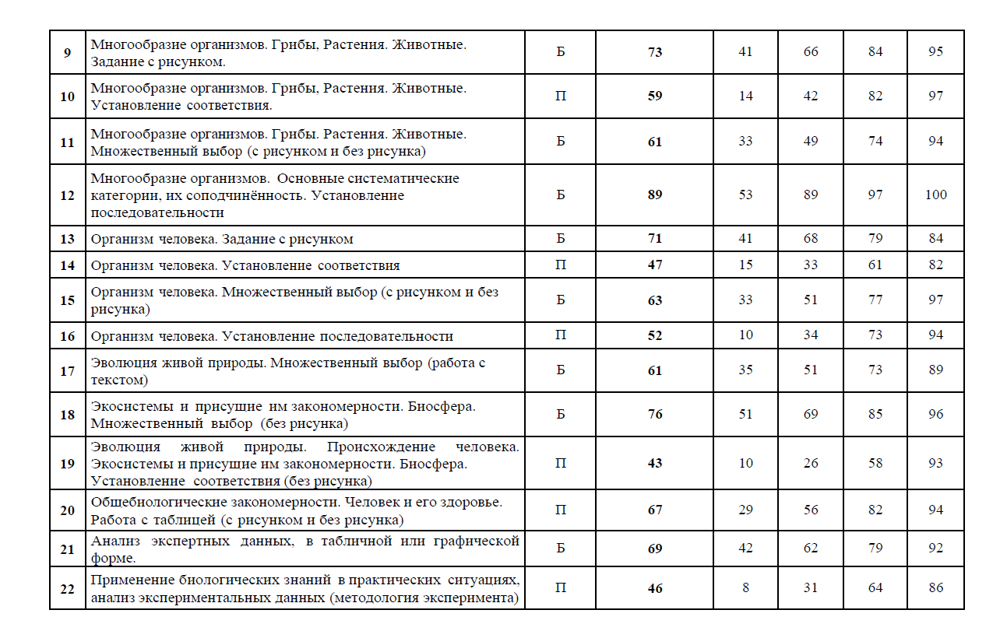 9 Многообразие организмов. Грибы, Растения. Животные. Б 73 41 66 84 95
Задание с рисунком.
10 Многообразие организмов. Грибы, Растения. Животные. П 59 14 42 82 97
Установление соответствия.
11 Многообразие организмов. Грибы. Растения. Животные. Б 61 33 49 74 94
Множественный выбор (с рисунком и без рисунка)
12 Многообразие организмов. Основные систематические Б 89 53 89 97 100
категории, их соподчинённость. Установление
последовательности
13 Организм человека. Задание с рисунком Б 71 41 68 79 84
14 Организм человека. Установление соответствия П 47 15 33 61 82
15 Организм человека. Множественный выбор (с рисунком и без Б 63 33 51 77 97
рисунка)
16 Организм человека. Установление последовательности П 52 10 34 73 94
17 Эволюция живой природы. Множественный выбор (работа с Б 61 35 51 73 89
текстом)
18 Экосистемы и присущие им закономерности. Биосфера. Б 76 51 69 85 96
Множественный выбор (без рисунка)
19 Эволюция живой природы. Происхождение человека. П 43 10 26 58 93
Экосистемы и присущие им закономерности. Биосфера.
Установление соответствия (без рисунка)
20 Общебиологические закономерности. Человек и его здоровье. П 67 29 56 82 94
Работа с таблицей (с рисунком и без рисунка)
21 Анализ экспертных данных, в табличной или графической Б 69 42 62 79 92
форме.
22 Применение биологических знаний в практических ситуациях, П 46 8 31 64 86
анализ экспериментальных данных (методология эксперимента)